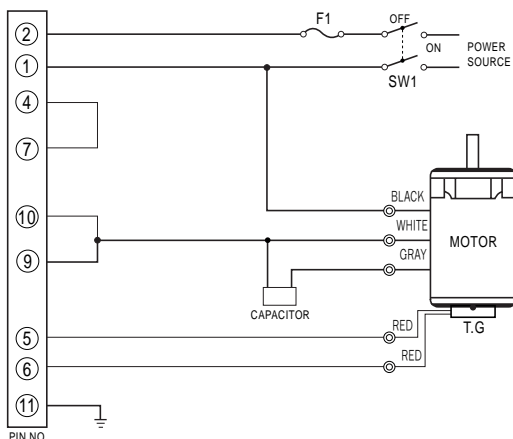 F1
OFF
2
ON
POWER
SOURCE
1
SW1
4
7
BLACK
10
WHITE
MOTOR
9
GRAY
CAPACITOR
RED
T.G
5
RED
6
11
PIN NO